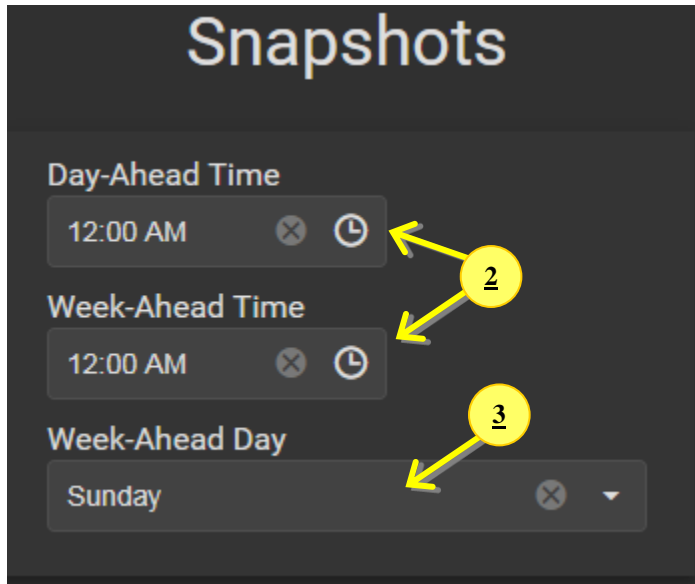 Snapshots
Day-Ahead Time
12:00 AM
2
Week-Ahead Time
12:00 AM
3
Week-Ahead Day
Sunday